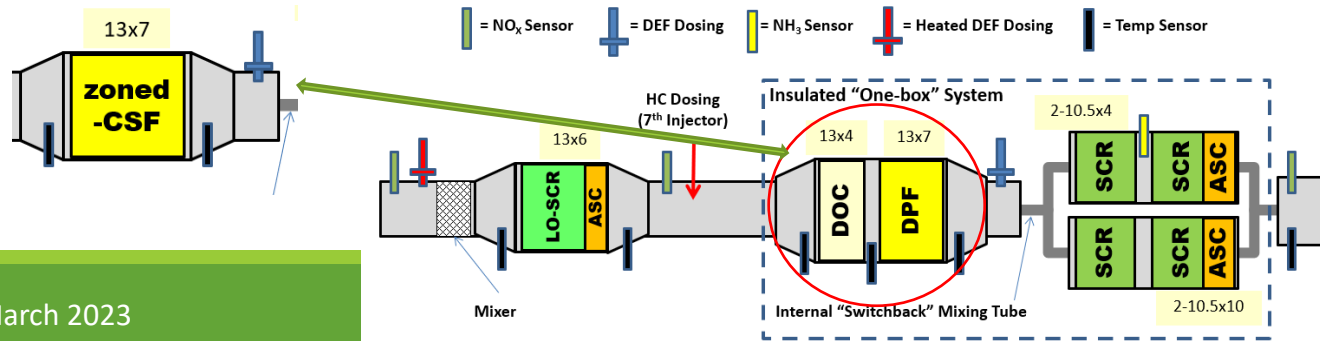 13x7
zoned
-CSF
= NOX Sensor
= DEF Dosing
= NH3 Sensor
= Heated DEF Dosing
= Temp Sensor
HC Dosing
(7th Injector)
Insulated “One-box” System
13x6
13x4
13x7
2-10.5x4
LO-SCR
ASC
DOC
DPF
SCR
SCR
ASC
SCR
SCR
ASC
Mixer
Internal “Switchback” Mixing Tube
2-10.5x10
2023